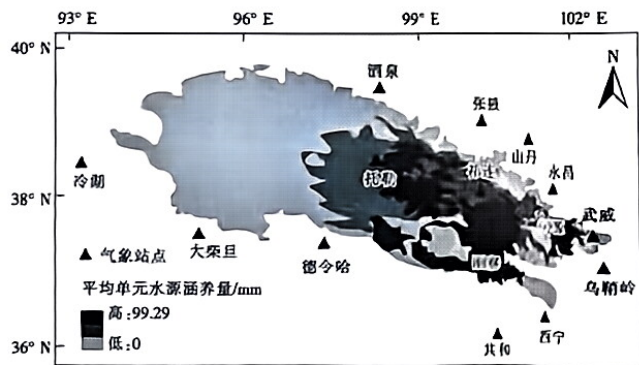 93° E 96° E 99° E 102° E
40° N
酒泉
N
张掖
山丹
托勒
祁连
永昌
冷湖
38° N
武威
大柴旦
德令哈
刚察
乌鞘岭
▲ 气象站点
平均单元水源涵养量/mm
高:99.29
低:0
西宁
共和
36° N